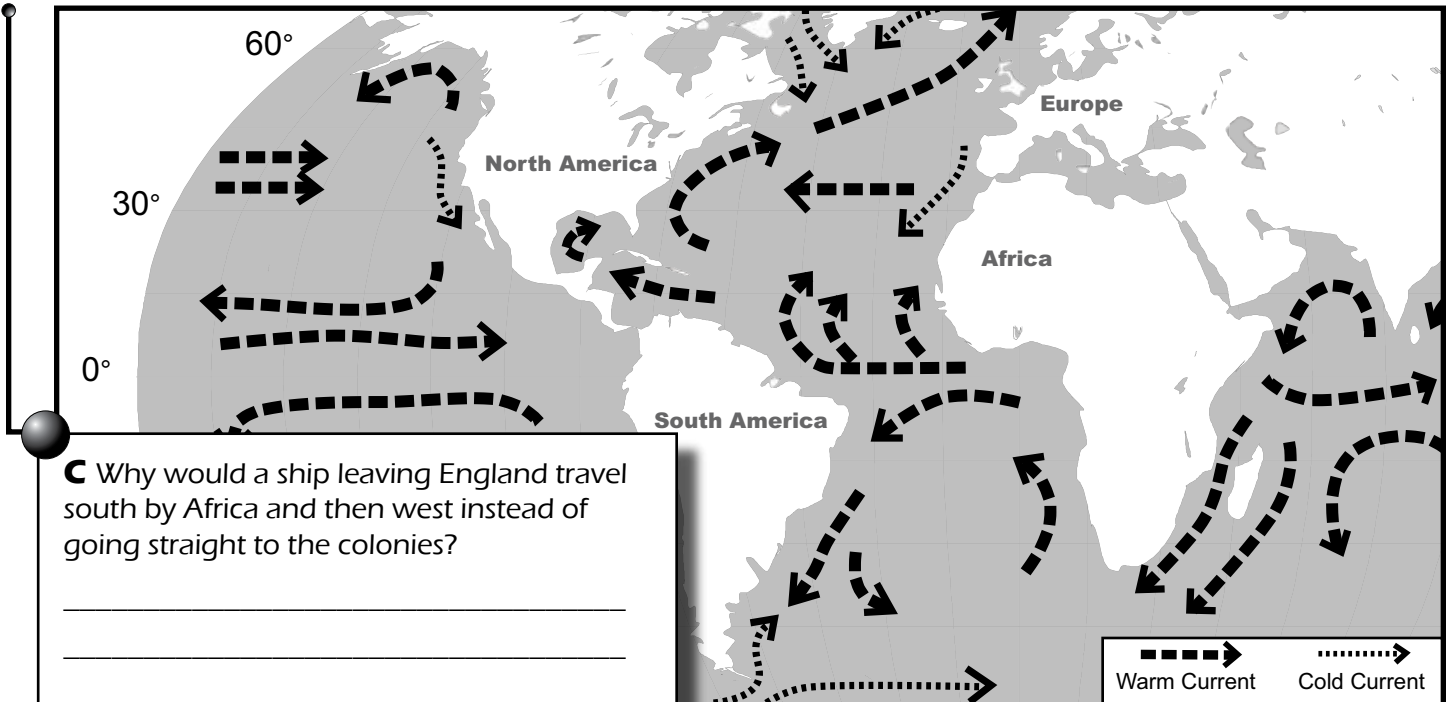 60°
Europe
North America
30°
Africa
0°
South America
C Why would a ship leaving England travel
south by Africa and then west instead of
going straight to the colonies?
Warm Current
Cold Current